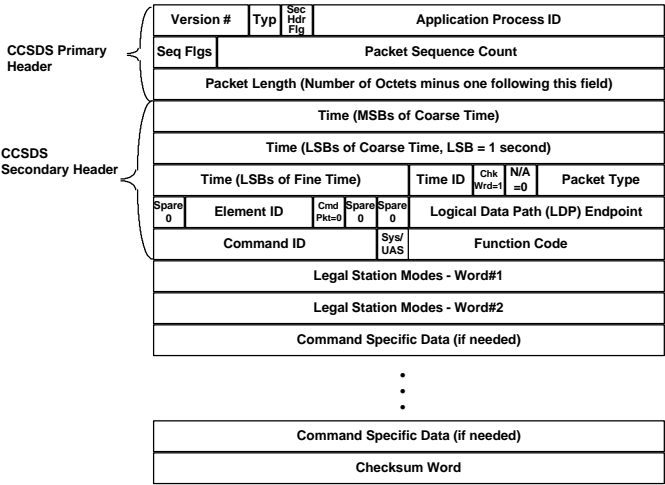 CCSDS Primary
Header
Version #
Typ
Sec
Hdr
Flg
Application Process ID
Seq Flgs
Packet Sequence Count
Packet Length (Number of Octets minus one following this field)
CCSDS
Secondary Header
Time (MSBs of Coarse Time)
Time (LSBs of Coarse Time, LSB = 1 second)
Time (LSBs of Fine Time)
Time ID
Chk
Wrd=1
N/A
=0
Packet Type
Spare
0
Element ID
Cmd
Pkt=0
Spare
0
Spare
0
Logical Data Path (LDP) Endpoint
Command ID
Sys/
UAS
Function Code
Legal Station Modes - Word#1
Legal Station Modes - Word#2
Command Specific Data (if needed)
Command Specific Data (if needed)
Checksum Word